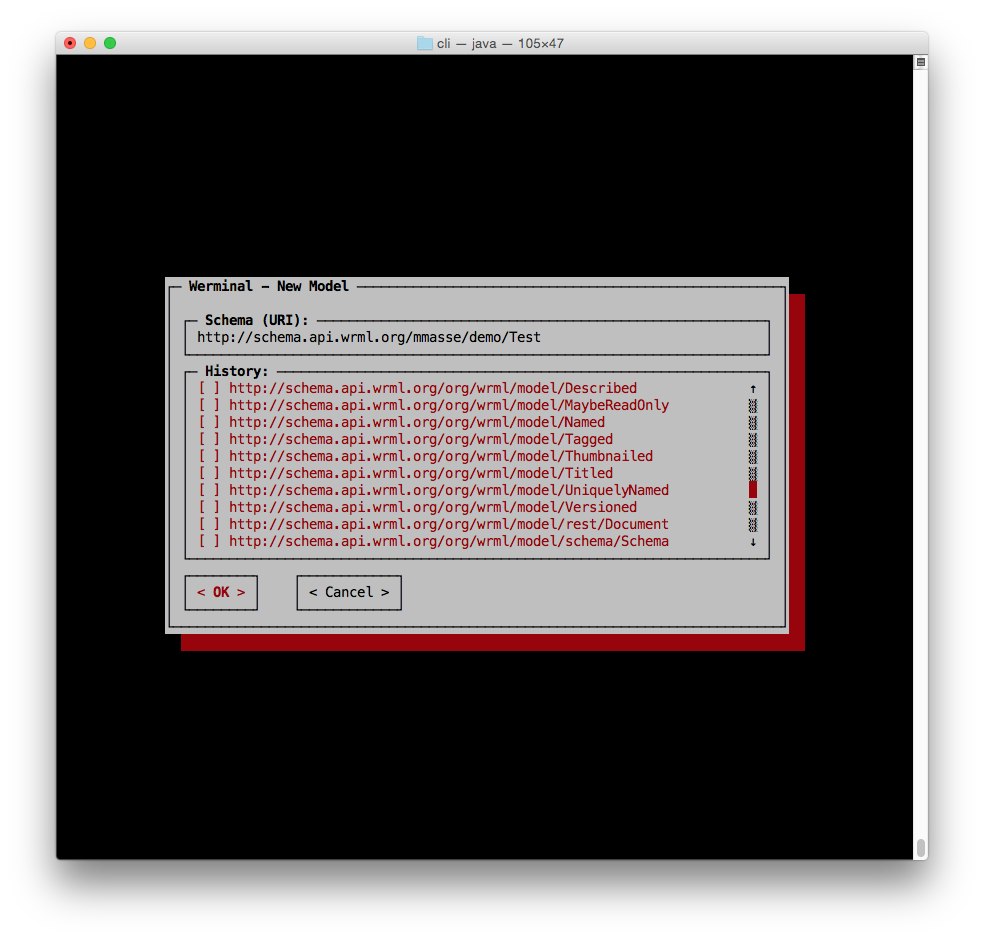 cli — java — 105×47
Werminal - New Model
Schema (URI):
http://schema.api.wrml.org/mmasse/demo/Test
History:
[ ] http://schema.api.wrml.org/org/wrml/model/Described ↑
[ ] http://schema.api.wrml.org/org/wrml/model/MaybeReadOnly
[ ] http://schema.api.wrml.org/org/wrml/model/Named
[ ] http://schema.api.wrml.org/org/wrml/model/Tagged
[ ] http://schema.api.wrml.org/org/wrml/model/Thumbnailed
[ ] http://schema.api.wrml.org/org/wrml/model/Titled
[ ] http://schema.api.wrml.org/org/wrml/model/UniquelyNamed
[ ] http://schema.api.wrml.org/org/wrml/model/Versioned
[ ] http://schema.api.wrml.org/org/wrml/model/rest/Document
[ ] http://schema.api.wrml.org/org/wrml/model/schema/Schema ↓
< OK > < Cancel >